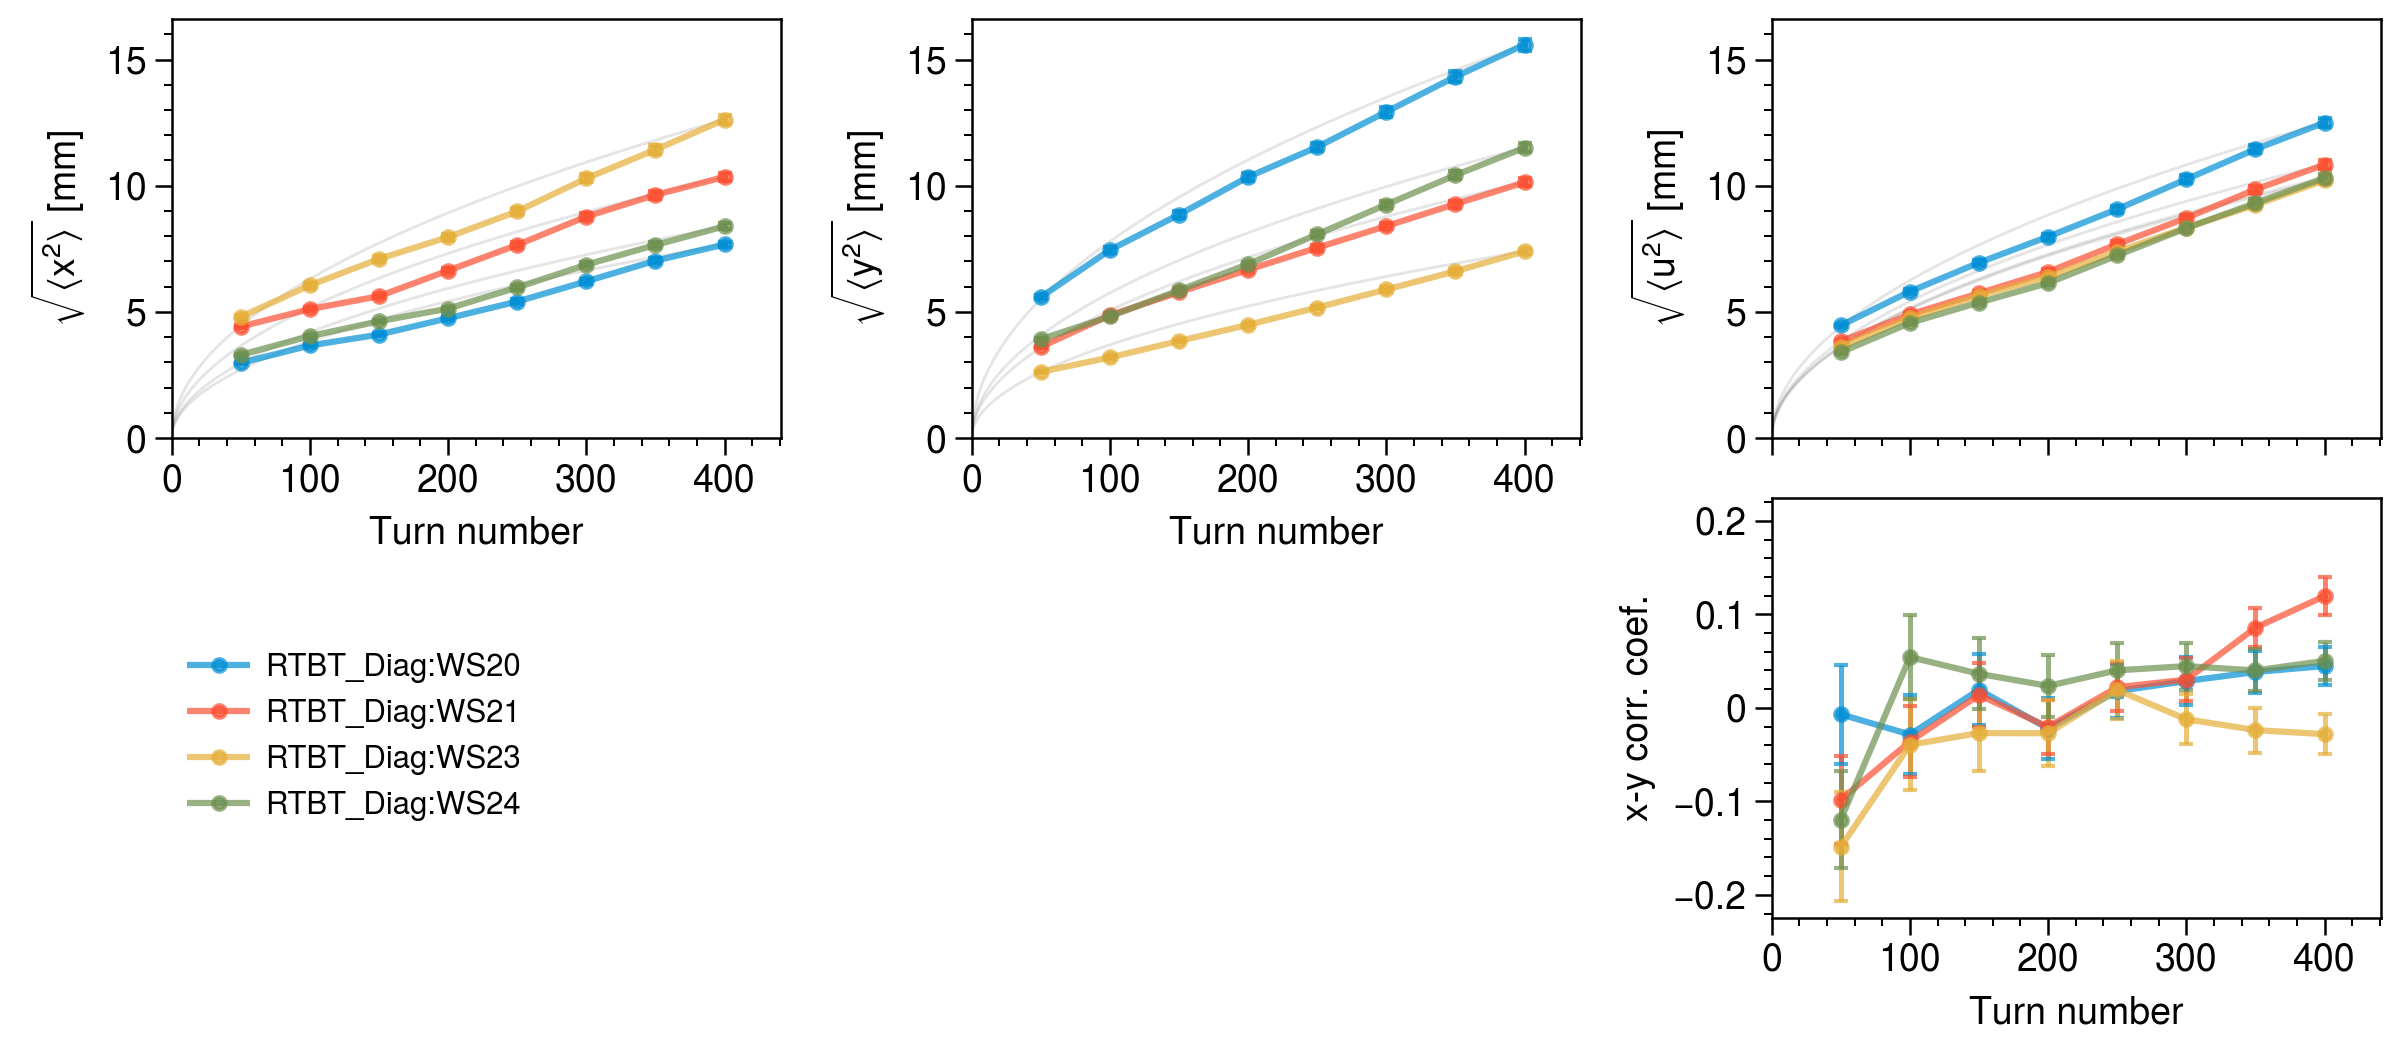 15
10
5
0
√⟨x²⟩ [mm]
0 100 200 300 400
Turn number
15
10
5
0
√⟨y²⟩ [mm]
0 100 200 300 400
Turn number
15
10
5
0
√⟨u²⟩ [mm]
RTBT_Diag:WS20
RTBT_Diag:WS21
RTBT_Diag:WS23
RTBT_Diag:WS24
0.2
0.1
0
−0.1
−0.2
x-y corr. coef.
0 100 200 300 400
Turn number